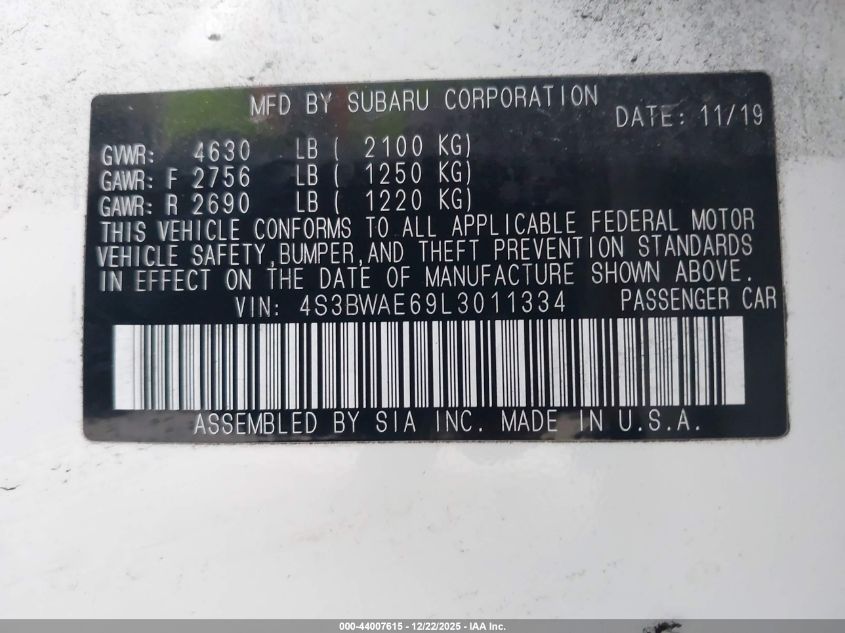 MFD BY SUBARU CORPORATION DATE: 11/19
GVWR: 4630 LB ( 2100 KG)
GAWR: F 2756 LB ( 1250 KG)
GAWR: R 2690 LB ( 1220 KG)
THIS VEHICLE CONFORMS TO ALL APPLICABLE FEDERAL MOTOR
VEHICLE SAFETY,BUMPER,AND THEFT PREVENTION STANDARDS
IN EFFECT ON THE DATE OF MANUFACTURE SHOWN ABOVE.
VIN: 4S3BWAE69L3011334 PASSENGER CAR
ASSEMBLED BY SIA INC. MADE IN U.S.A.
000-44007615 - 12/22/2025 - IAA Inc.